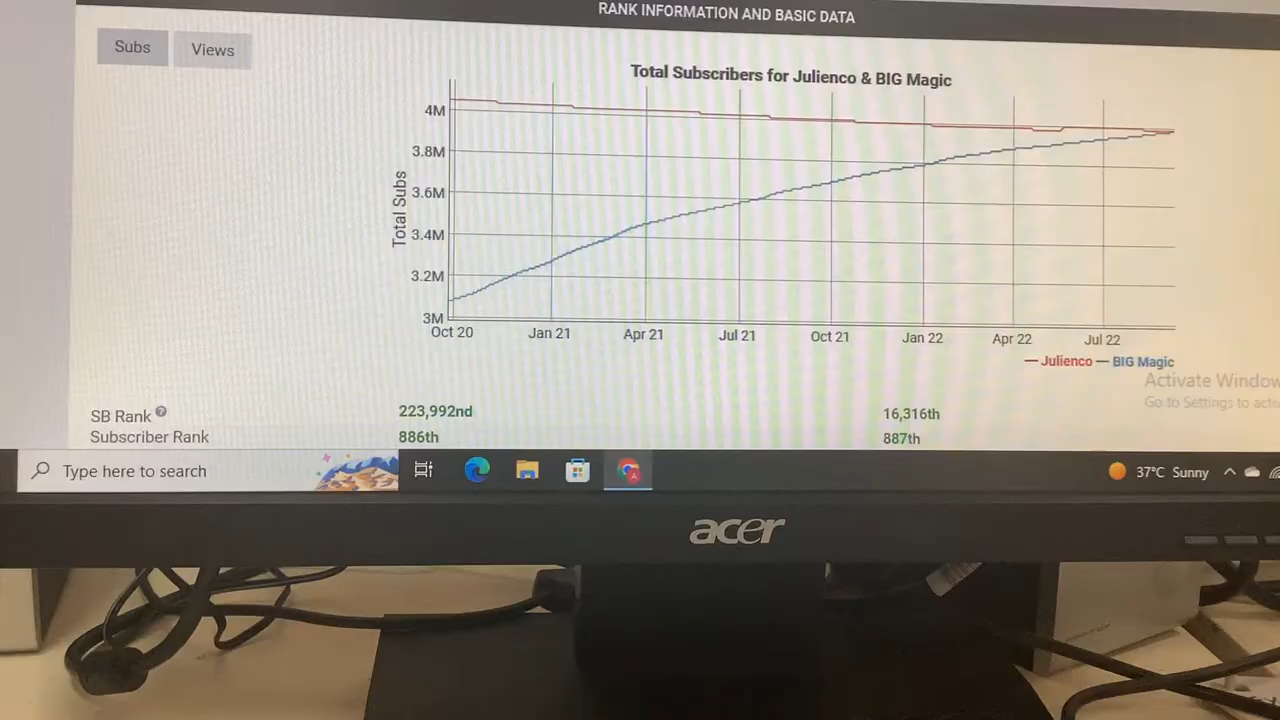 RANK INFORMATION AND BASIC DATA
Subs Views
Total Subscribers for Julienco & BIG Magic
Total Subs
4M
3.8M
3.6M
3.4M
3.2M
3M
Oct 20 Jan 21 Apr 21 Jul 21 Oct 21 Jan 22 Apr 22 Jul 22
Julienco BIG Magic
Activate Window
Go to Settings to acti
SB Rank ? 223,992nd 16,316th
Subscriber Rank 886th 887th
Type here to search 37°C Sunny
acer